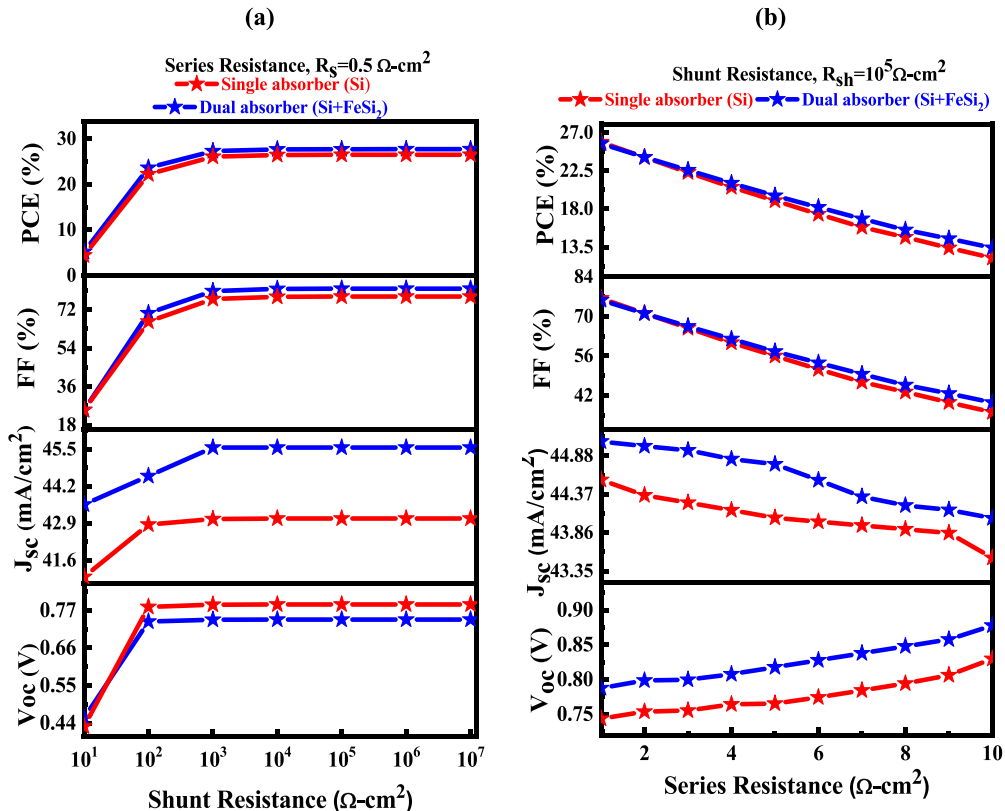 (a)
Series Resistance, Rs=0.5 Ω-cm²
Single absorber (Si)
Dual absorber (Si+FeSi₂)
PCE (%)
30
20
10
0
FF (%)
72
54
36
18
Jsc (mA/cm²)
45.5
44.2
42.9
41.6
Voc (V)
0.77
0.66
0.55
0.44
10¹ 10² 10³ 10⁴ 10⁵ 10⁶ 10⁷
Shunt Resistance (Ω-cm²)
(b)
Shunt Resistance, Rsh=10⁵Ω-cm²
Single absorber (Si) Dual absorber (Si+FeSi₂)
PCE (%)
27.0
22.5
18.0
13.5
FF (%)
84
70
56
42
Jsc (mA/cm²)
44.88
44.37
43.86
43.35
Voc (V)
0.90
0.85
0.80
0.75
2 4 6 8 10
Series Resistance (Ω-cm²)